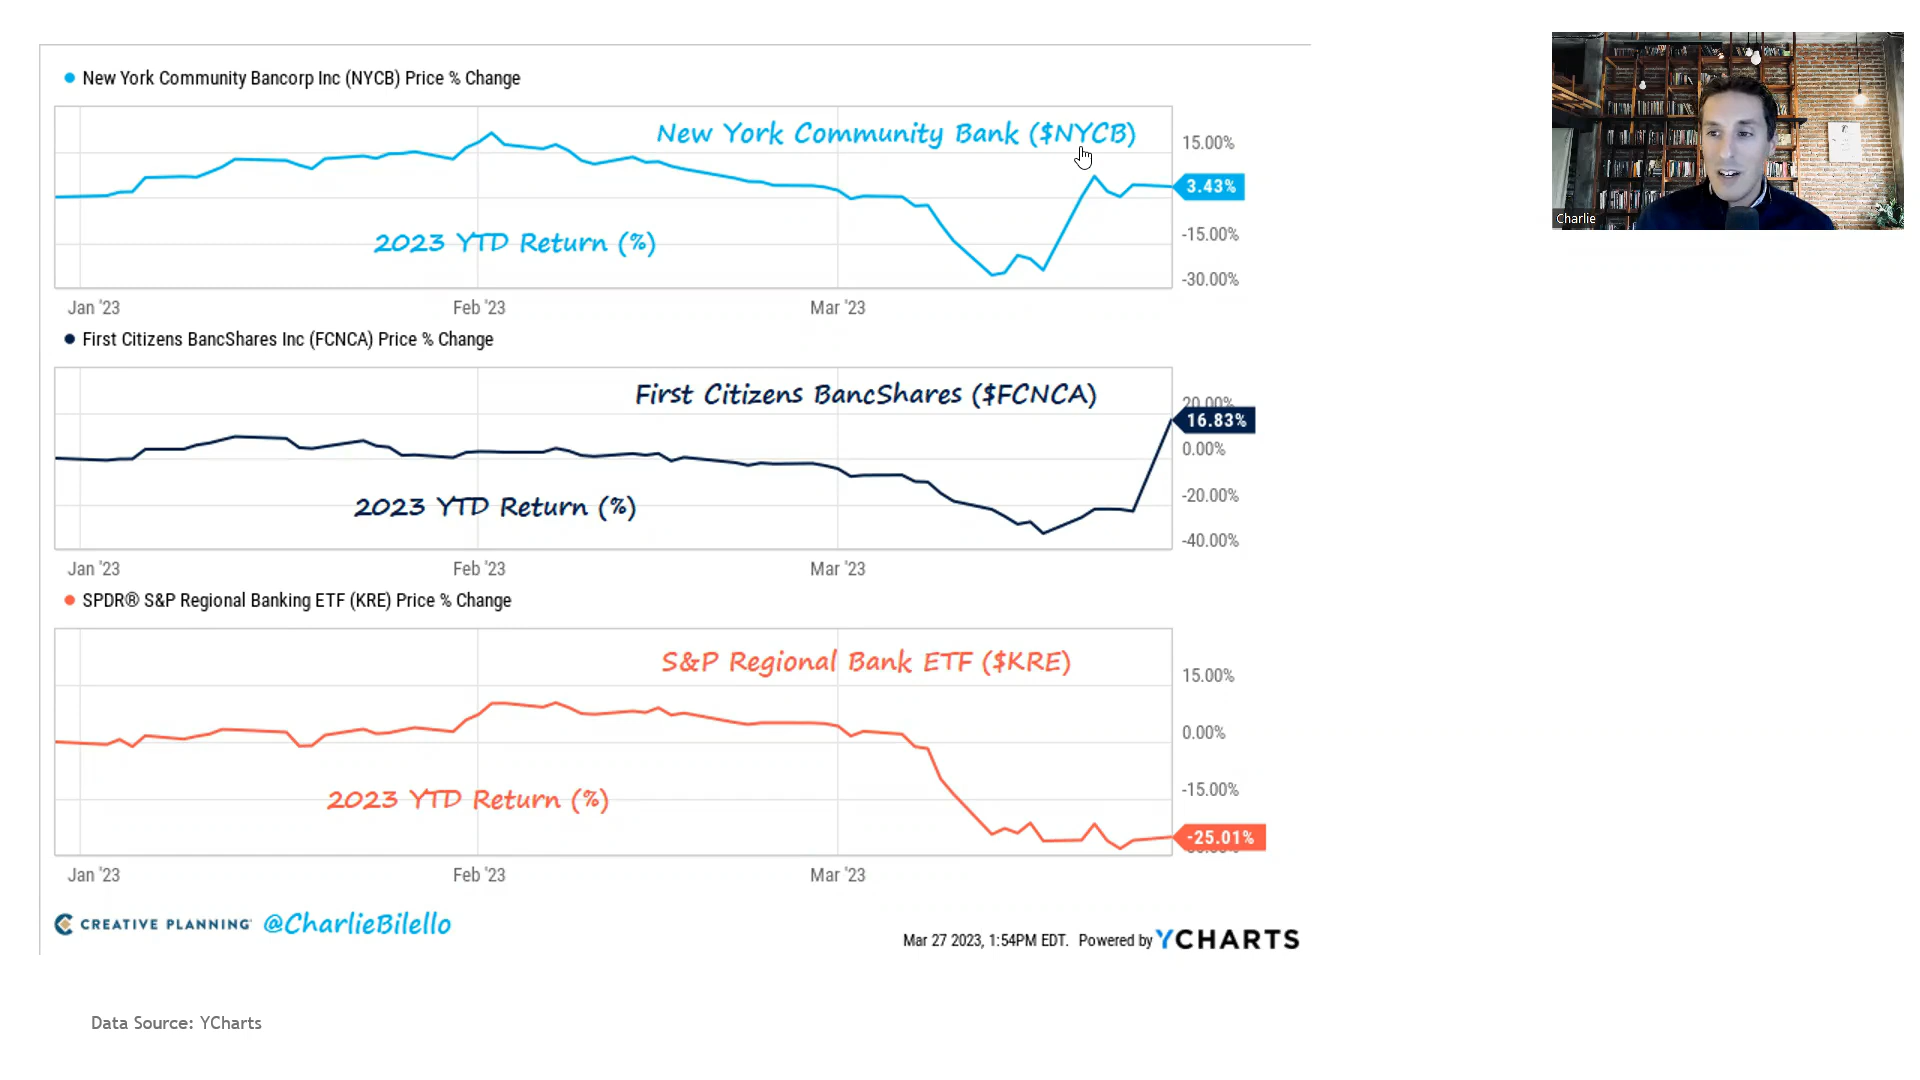 New York Community Bancorp Inc (NYCB) Price % Change
New York Community Bank ($NYCB)
15.00%
3.43%
2023 YTD Return (%)
-15.00%
-30.00%
Jan '23 Feb '23 Mar '23
First Citizens BancShares Inc (FCNCA) Price % Change
First Citizens BancShares ($FCNCA)
20.00%
16.83%
0.00%
2023 YTD Return (%)
-20.00%
-40.00%
Jan '23 Feb '23 Mar '23
SPDR® S&P Regional Banking ETF (KRE) Price % Change
S&P Regional Bank ETF ($KRE)
15.00%
0.00%
2023 YTD Return (%)
-15.00%
-25.01%
Jan '23 Feb '23 Mar '23
CREATIVE PLANNING @CharlieBilello
Mar 27 2023, 1:54PM EDT. Powered by YCHARTS
Data Source: YCharts
Charlie